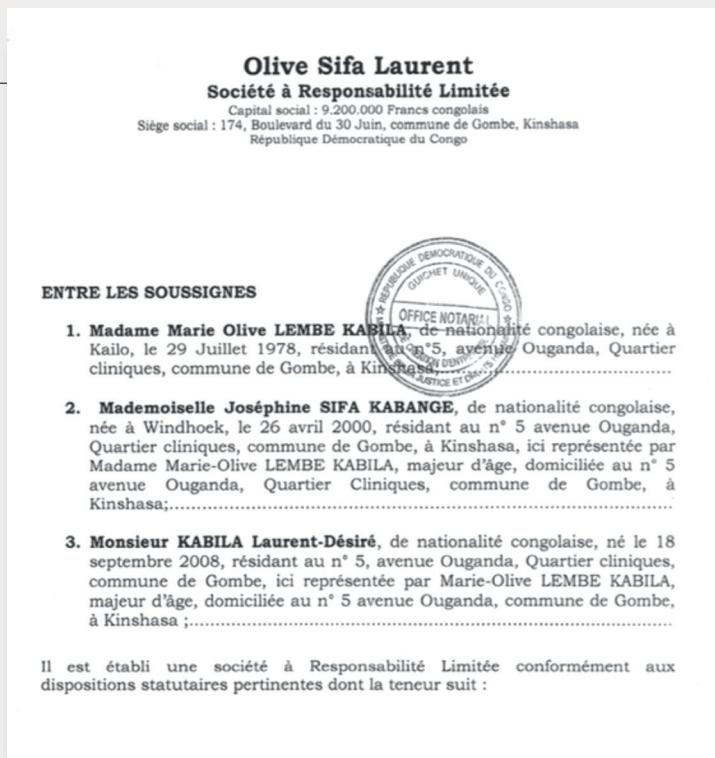 Olive Sifa Laurent
Société à Responsabilité Limitée
Capital social : 9.200.000 Francs congolais
Siège social : 174, Boulevard du 30 Juin, commune de Gombe, Kinshasa
République Démocratique du Congo
REPUBLIQUE DEMOCRATIQUE DU CONGO
GUICHET UNIQUE
OFFICE NOTARIAL
ENTRE LES SOUSSIGNES
1. Madame Marie Olive LEMBE KABILA, de nationalité congolaise, née à
Kailo, le 29 Juillet 1978, résidant au n°5, avenue Ouganda, Quartier
cliniques, commune de Gombe, à Kinshasa;
2. Mademoiselle Joséphine SIFA KABANGE, de nationalité congolaise,
née à Windhoek, le 26 avril 2000, résidant au n° 5 avenue Ouganda,
Quartier cliniques, commune de Gombe, à Kinshasa, ici représentée par
Madame Marie-Olive LEMBE KABILA, majeur d'âge, domiciliée au n° 5
avenue Ouganda, Quartier Cliniques, commune de Gombe, à
Kinshasa;
3. Monsieur KABILA Laurent-Désiré, de nationalité congolaise, né le 18
septembre 2008, résidant au n° 5, avenue Ouganda, Quartier cliniques,
commune de Gombe, ici représentée par Marie-Olive LEMBE KABILA,
majeur d'âge, domiciliée au n° 5 avenue Ouganda, commune de Gombe,
à Kinshasa ;
Il est établi une société à Responsabilité Limitée conformément aux
dispositions statutaires pertinentes dont la teneur suit :